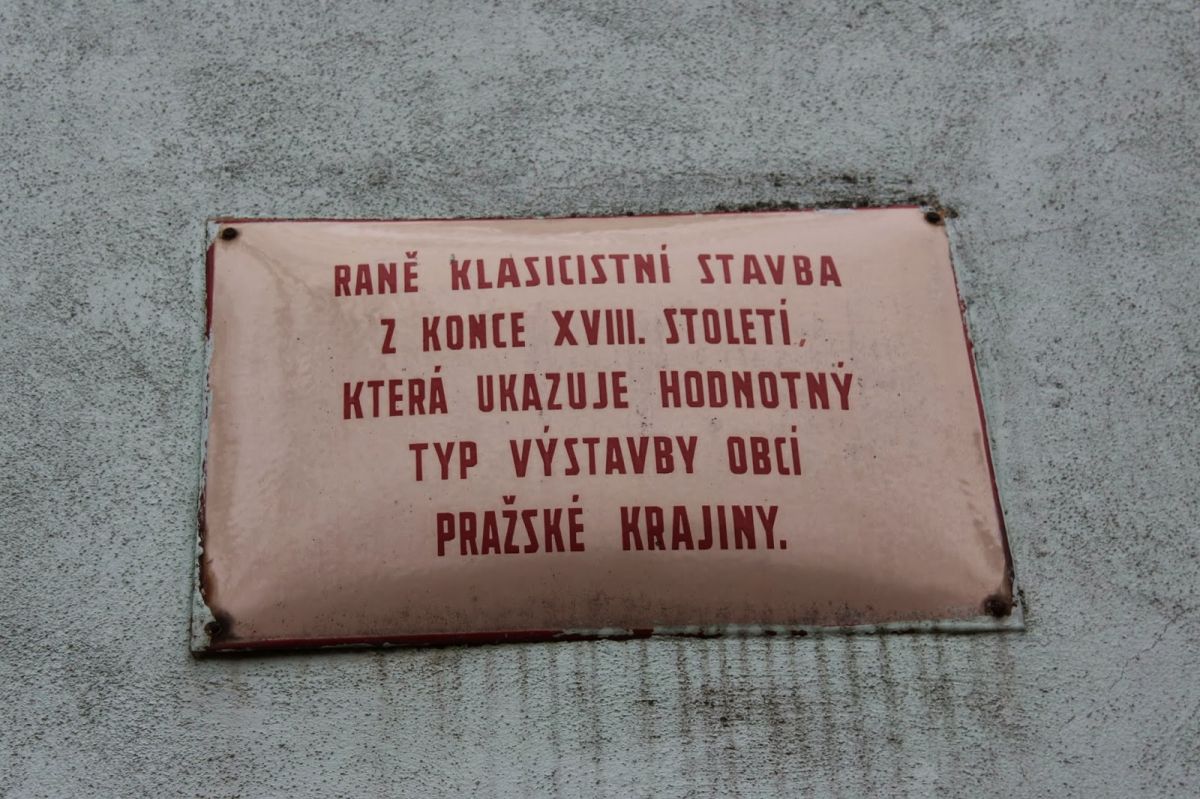 RANĚ KLASICISTNÍ STAVBA
Z KONCE XVIII. STOLETÍ,
KTERÁ UKAZUJE HODNOTNÝ
TYP VÝSTAVBY OBCÍ
PRAŽSKÉ KRAJINY.